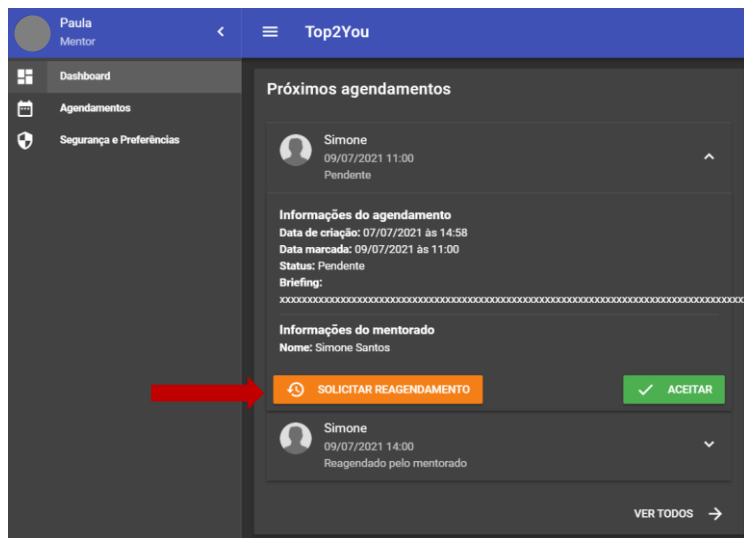 Paula
Mentor
Top2You
Dashboard
Agendamentos
Segurança e Preferências
Próximos agendamentos
Simone
09/07/2021 11:00
Pendente
Informações do agendamento
Data de criação: 07/07/2021 às 14:58
Data marcada: 09/07/2021 às 11:00
Status: Pendente
Briefing:
xxxxxxxxxxxxxxxxxxxxxxxxxxxxxxxxxxxxxxxxxxxxxxxxxxxxxxxxxxxxxxxxxxxxxxxxxxxxxxxxxxxx
Informações do mentorado
Nome: Simone Santos
SOLICITAR REAGENDAMENTO
ACEITAR
Simone
09/07/2021 14:00
Reagendado pelo mentorado
VER TODOS